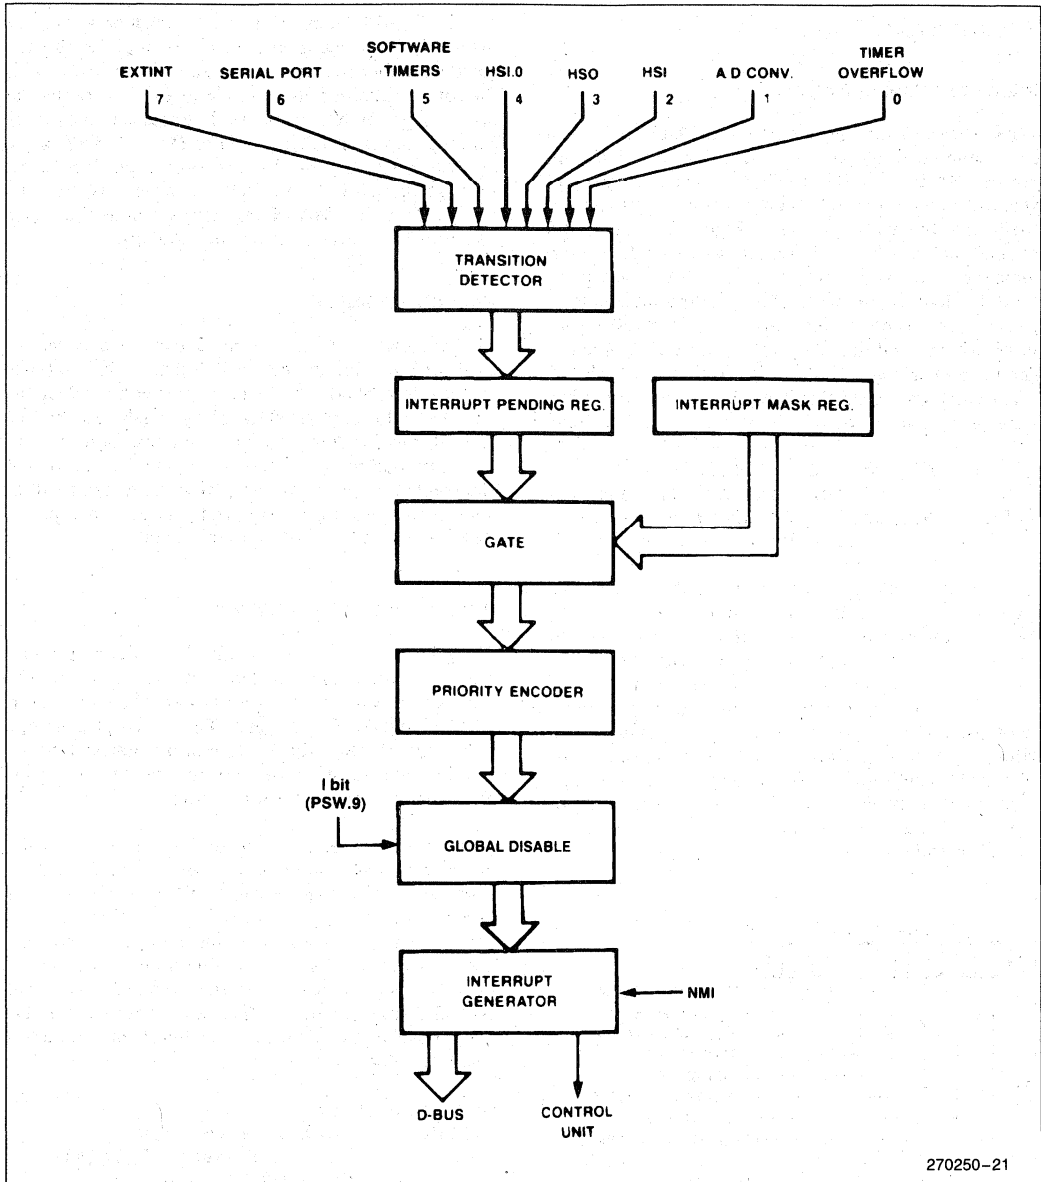 SOFTWARE
TIMER
EXTINT SERIAL PORT TIMERS HSI.0 HSO HSI A D CONV. OVERFLOW
7 6 5 4 3 2 1 0
TRANSITION
DETECTOR
INTERRUPT PENDING REG. INTERRUPT MASK REG.
GATE
PRIORITY ENCODER
I bit
(PSW.9)
GLOBAL DISABLE
INTERRUPT
GENERATOR
NMI
D-BUS CONTROL
UNIT
270250-21